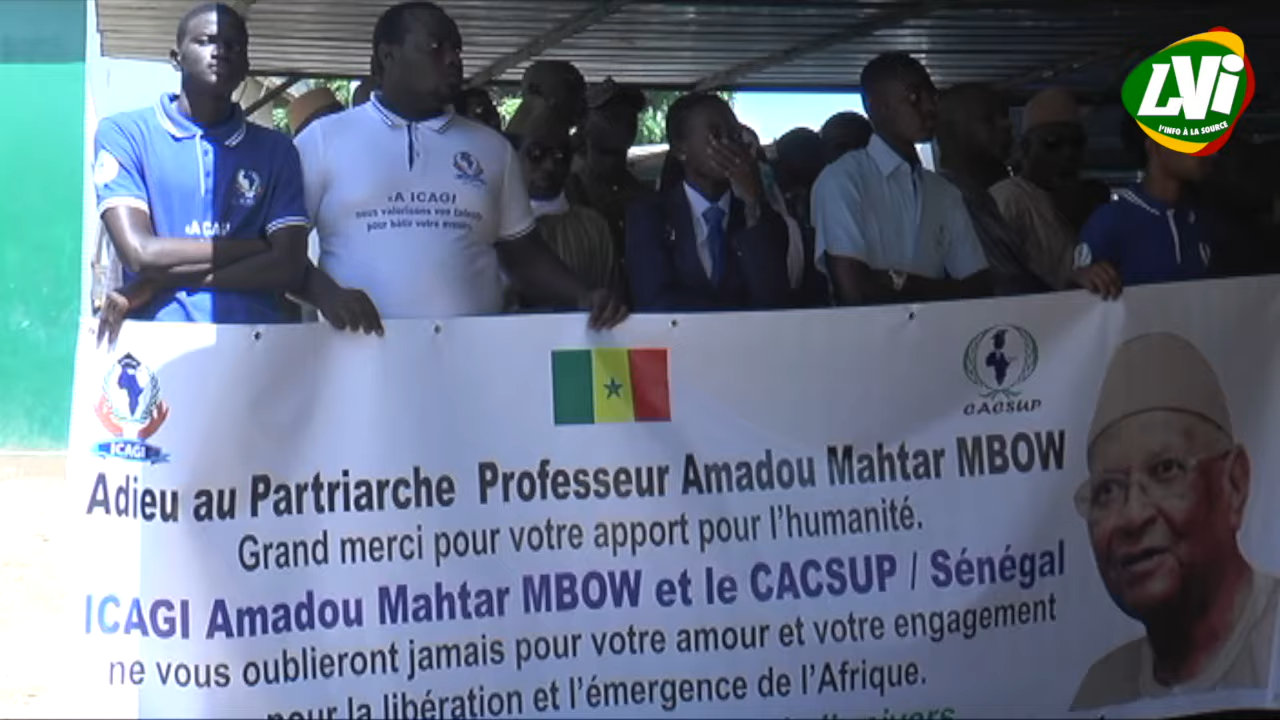 LVi
L'INFO À LA SOURCE
A ICAGI
nous valorisons vos talents
pour bâtir votre avenir
CACSUP
ICAGI
Adieu au Partriarche Professeur Amadou Mahtar MBOW
Grand merci pour votre apport pour l'humanité.
ICAGI Amadou Mahtar MBOW et le CACSUP / Sénégal
ne vous oublieront jamais pour votre amour et votre engagement
pour la libération et l'émergence de l'Afrique.